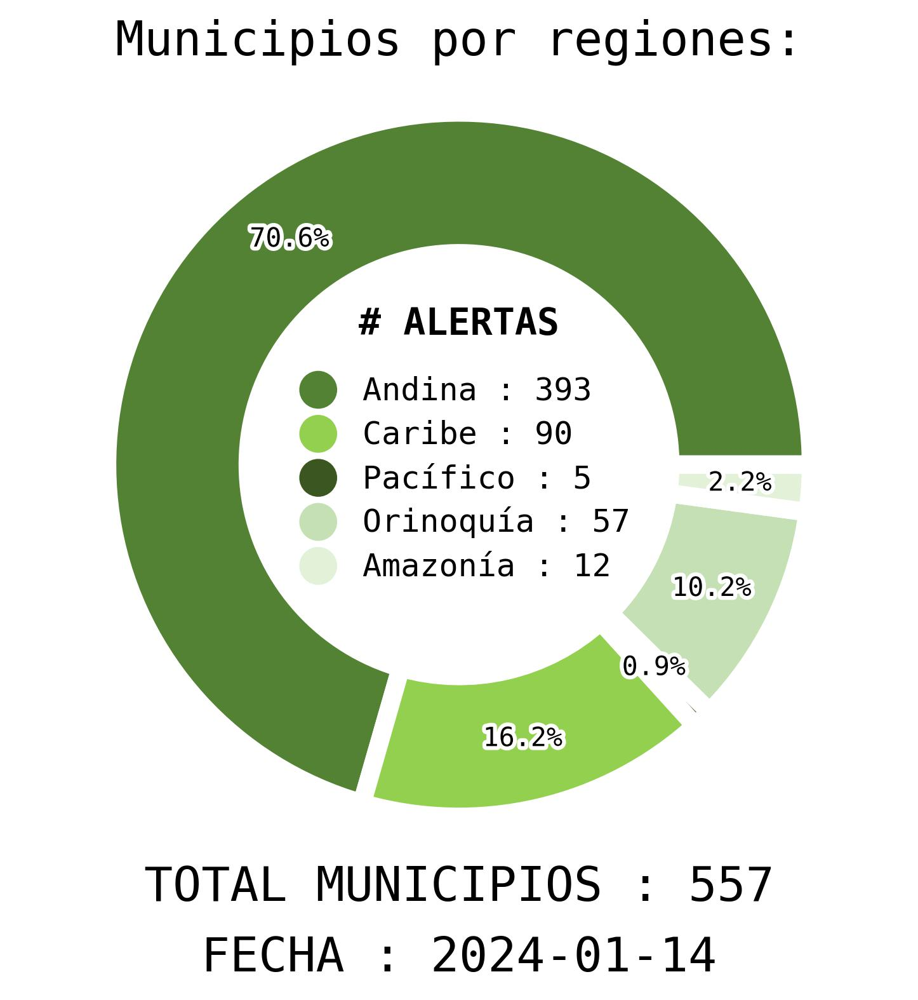 Municipios por regiones:
70.6%
# ALERTAS
Andina : 393
Caribe : 90
Pacífico : 5
Orinoquía : 57
Amazonía : 12
2.2%
10.2%
0.9%
16.2%
TOTAL MUNICIPIOS : 557
FECHA : 2024-01-14